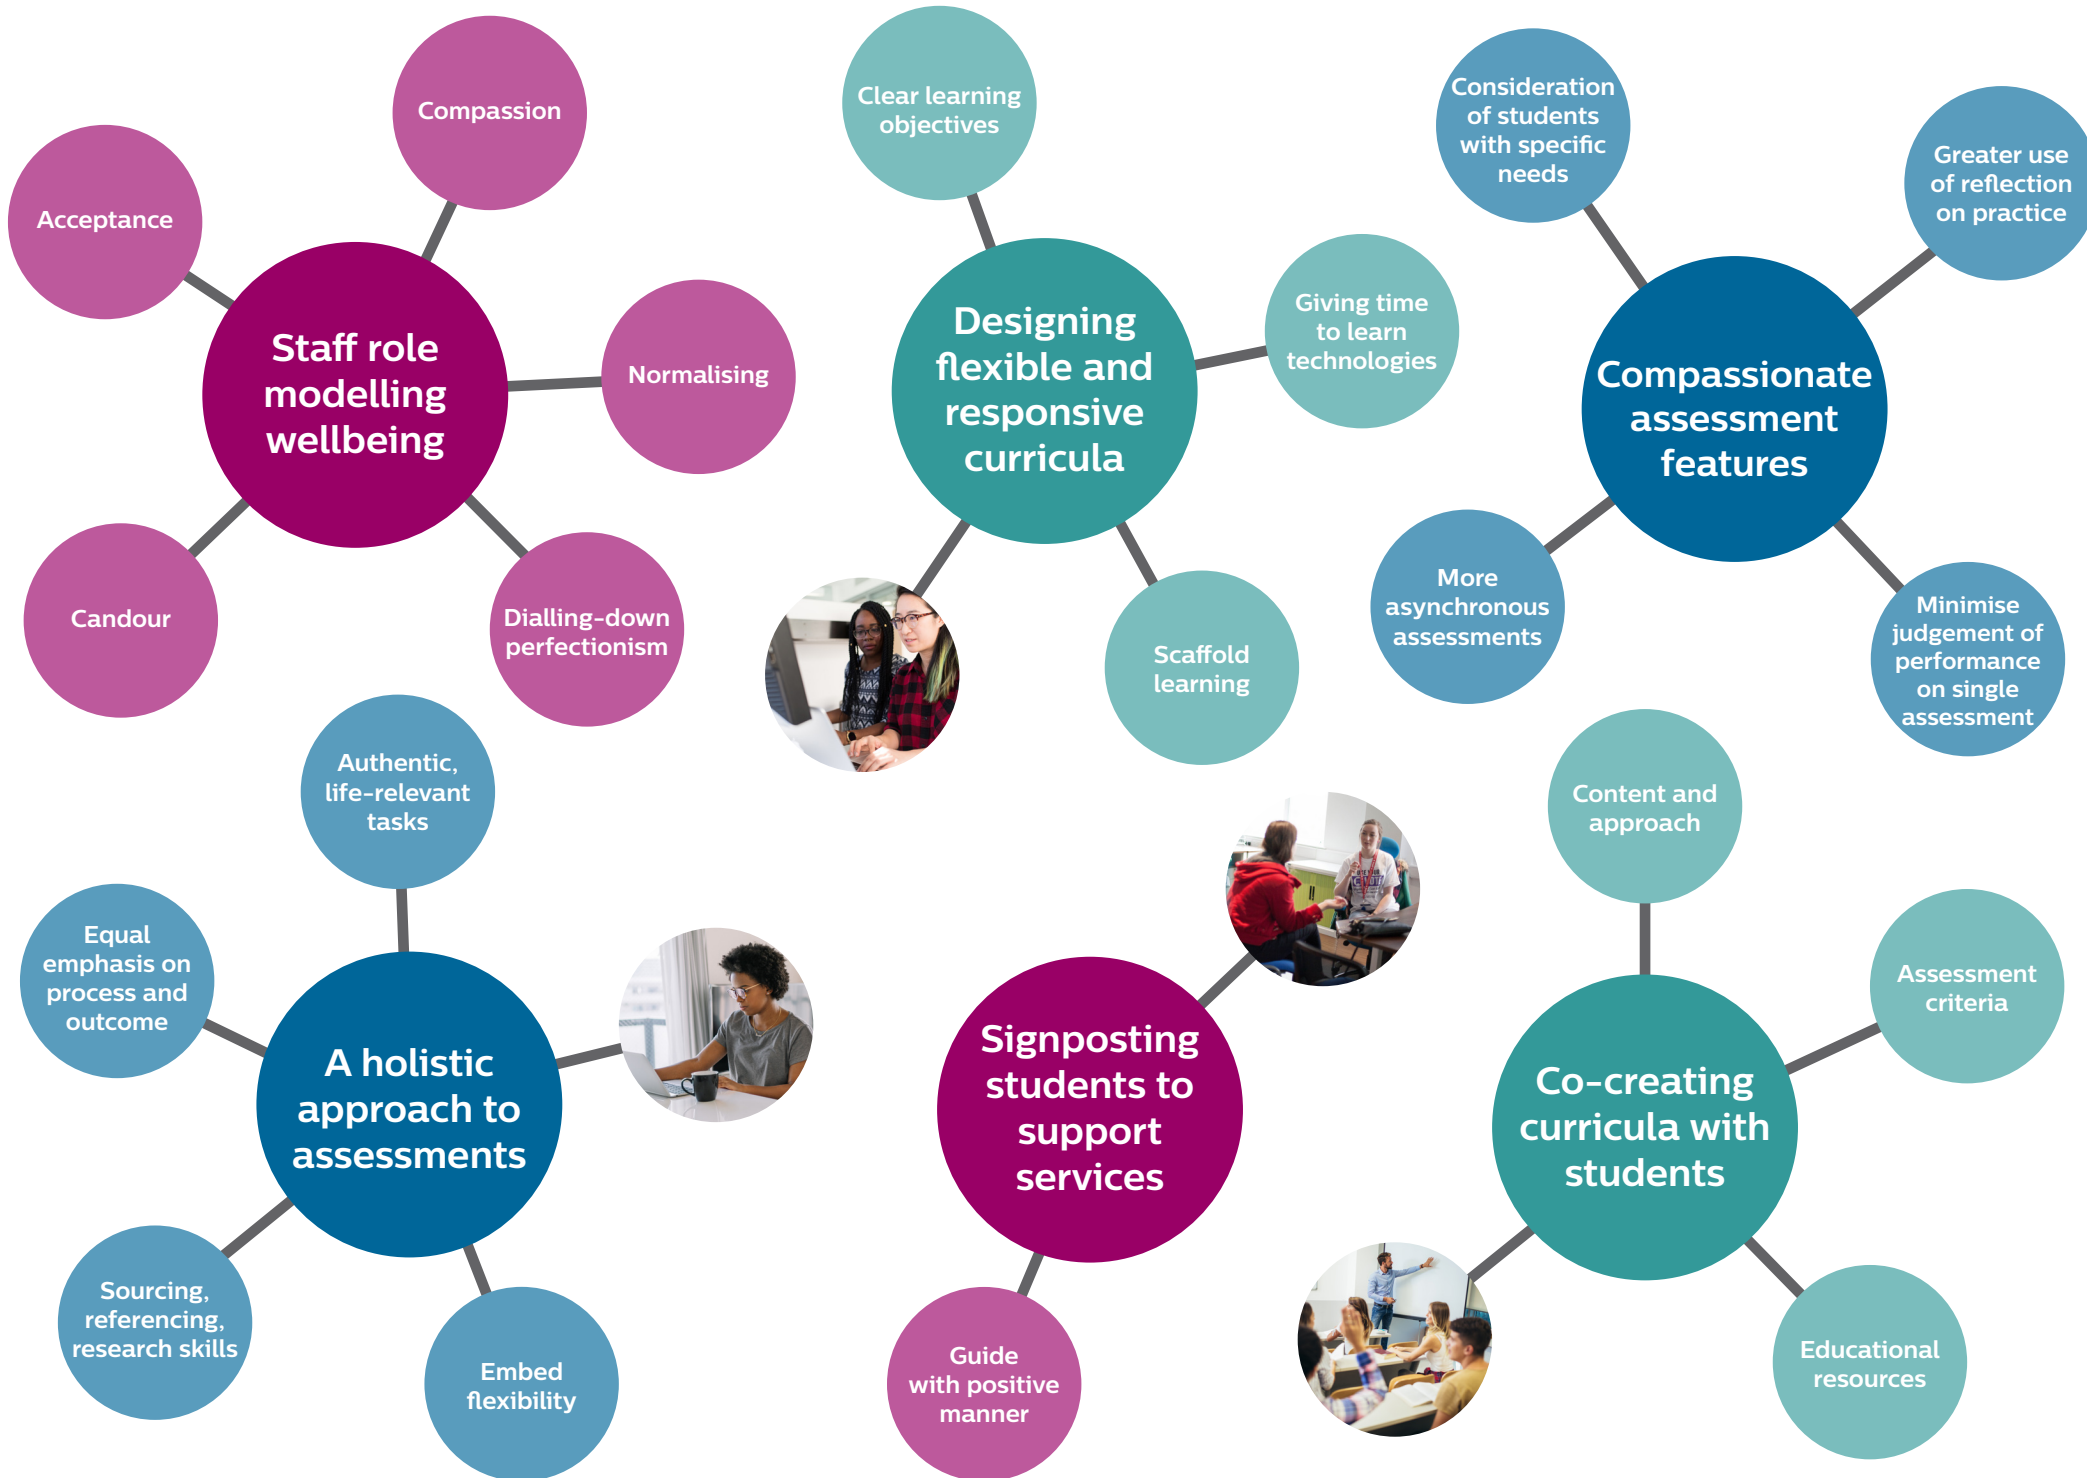 Compassion
Acceptance
Staff role
modelling
wellbeing
Normalising
Candour
Dialling-down
perfectionism
Clear learning
objectives
Designing
flexible and
responsive
curricula
Giving time
to learn
technologies
Scaffold
learning
Consideration
of students
with specific
needs
Greater use
of reflection
on practice
Compassionate
assessment
features
More
asynchronous
assessments
Minimise
judgement of
performance
on single
assessment
Authentic,
life-relevant
tasks
Equal
emphasis on
process and
outcome
A holistic
approach to
assessments
Sourcing,
referencing,
research skills
Embed
flexibility
Signposting
students to
support
services
Guide
with positive
manner
Content and
approach
Assessment
criteria
Co-creating
curricula with
students
Educational
resources